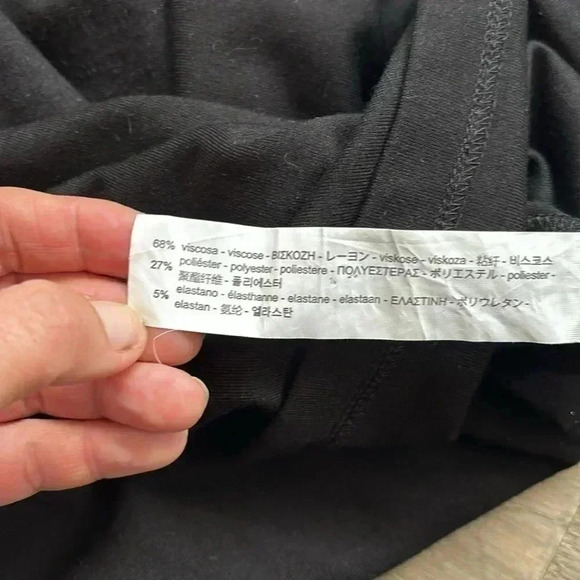 68% viscosa - viscose - ΒΙΣΚΟΖΗ - レーヨン - viskose - viskoza - 粘纤 - 비스코스
27% poliéster - polyester - poliestere - ΠΟΛΥΕΣΤΕΡΑΣ - ポリエステル - poliester -
聚酯纤维 - 폴리에스터
5% elastano - élasthanne - elastane - elastaan - ΕΛΑΣΤΙΝΗ - ポリウレタン -
elastan - 氨纶 - 엘라스탄